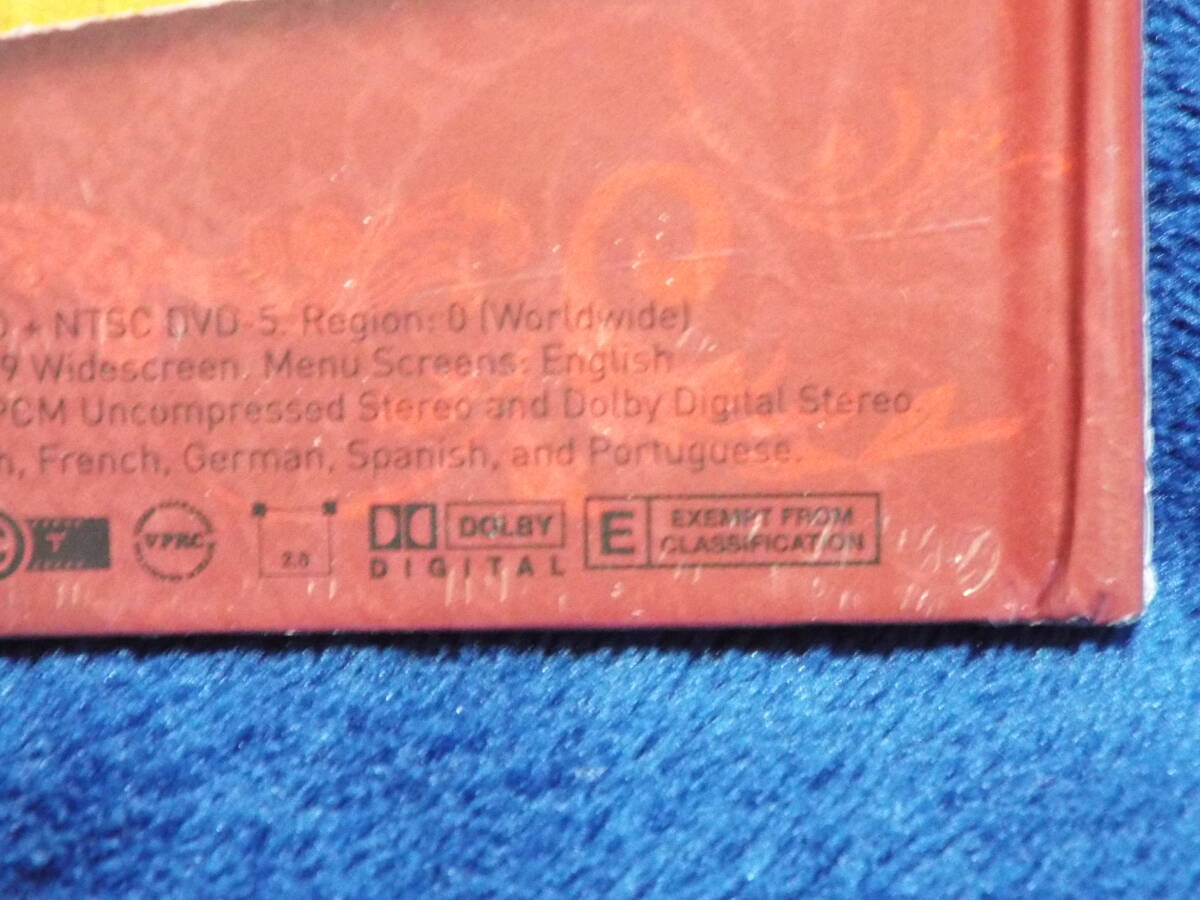 + NTSC DVD-5. Region: 0 (Worldwide)
9 Widescreen. Menu Screens: English
PCM Uncompressed Stereo and Dolby Digital Stereo.
French, German, Spanish, and Portuguese.
C T VPRC 2.0 DOLBY E EXEMPT FROM
DIGITAL CLASSIFICATION